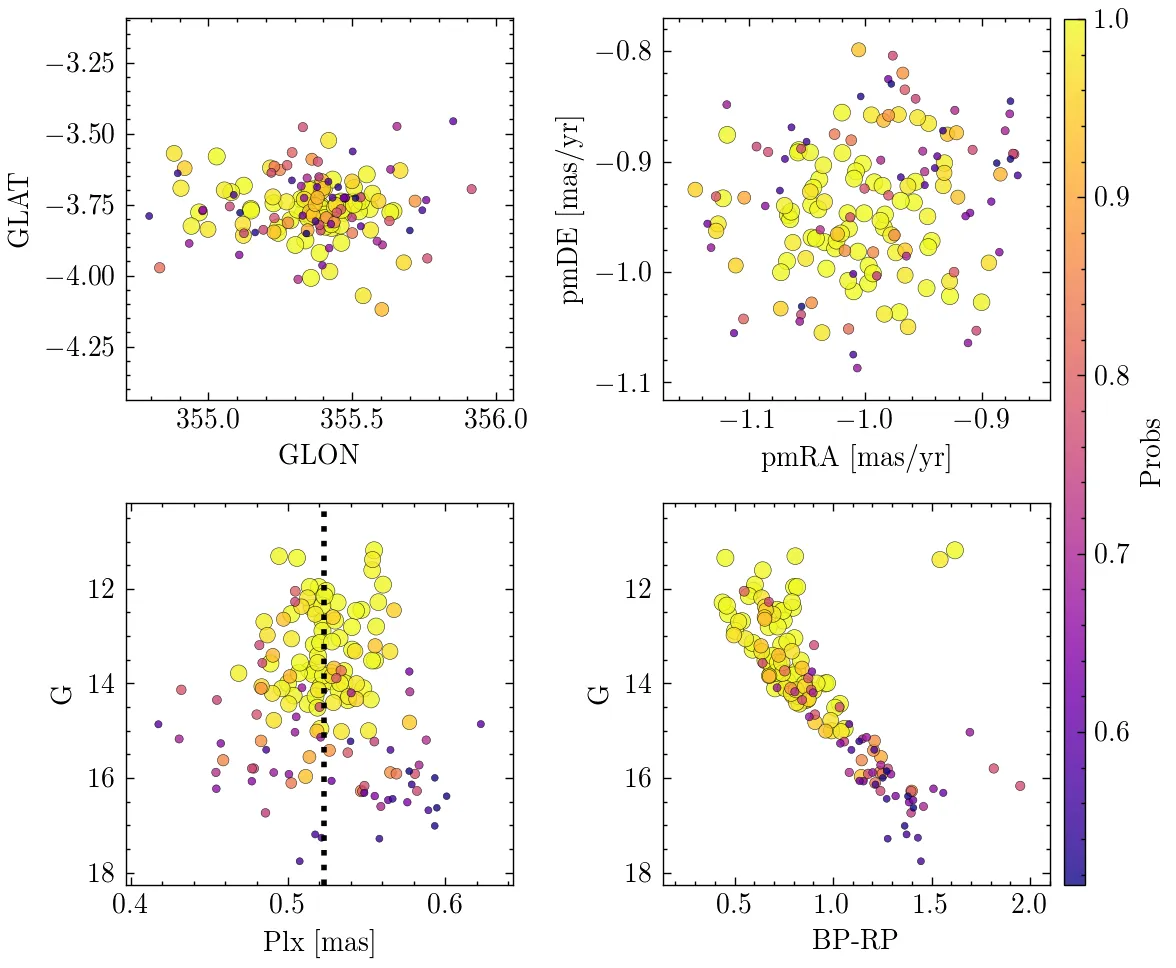 −3.25
−3.50
−3.75
−4.00
−4.25
GLAT
355.0 355.5 356.0
GLON
−0.8
−0.9
−1.0
−1.1
pmDE [mas/yr]
−1.1 −1.0 −0.9
pmRA [mas/yr]
12
14
16
18
G
0.4 0.5 0.6
Plx [mas]
12
14
16
18
G
0.5 1.0 1.5 2.0
BP-RP
1.0
0.9
0.8
0.7
0.6
Probs